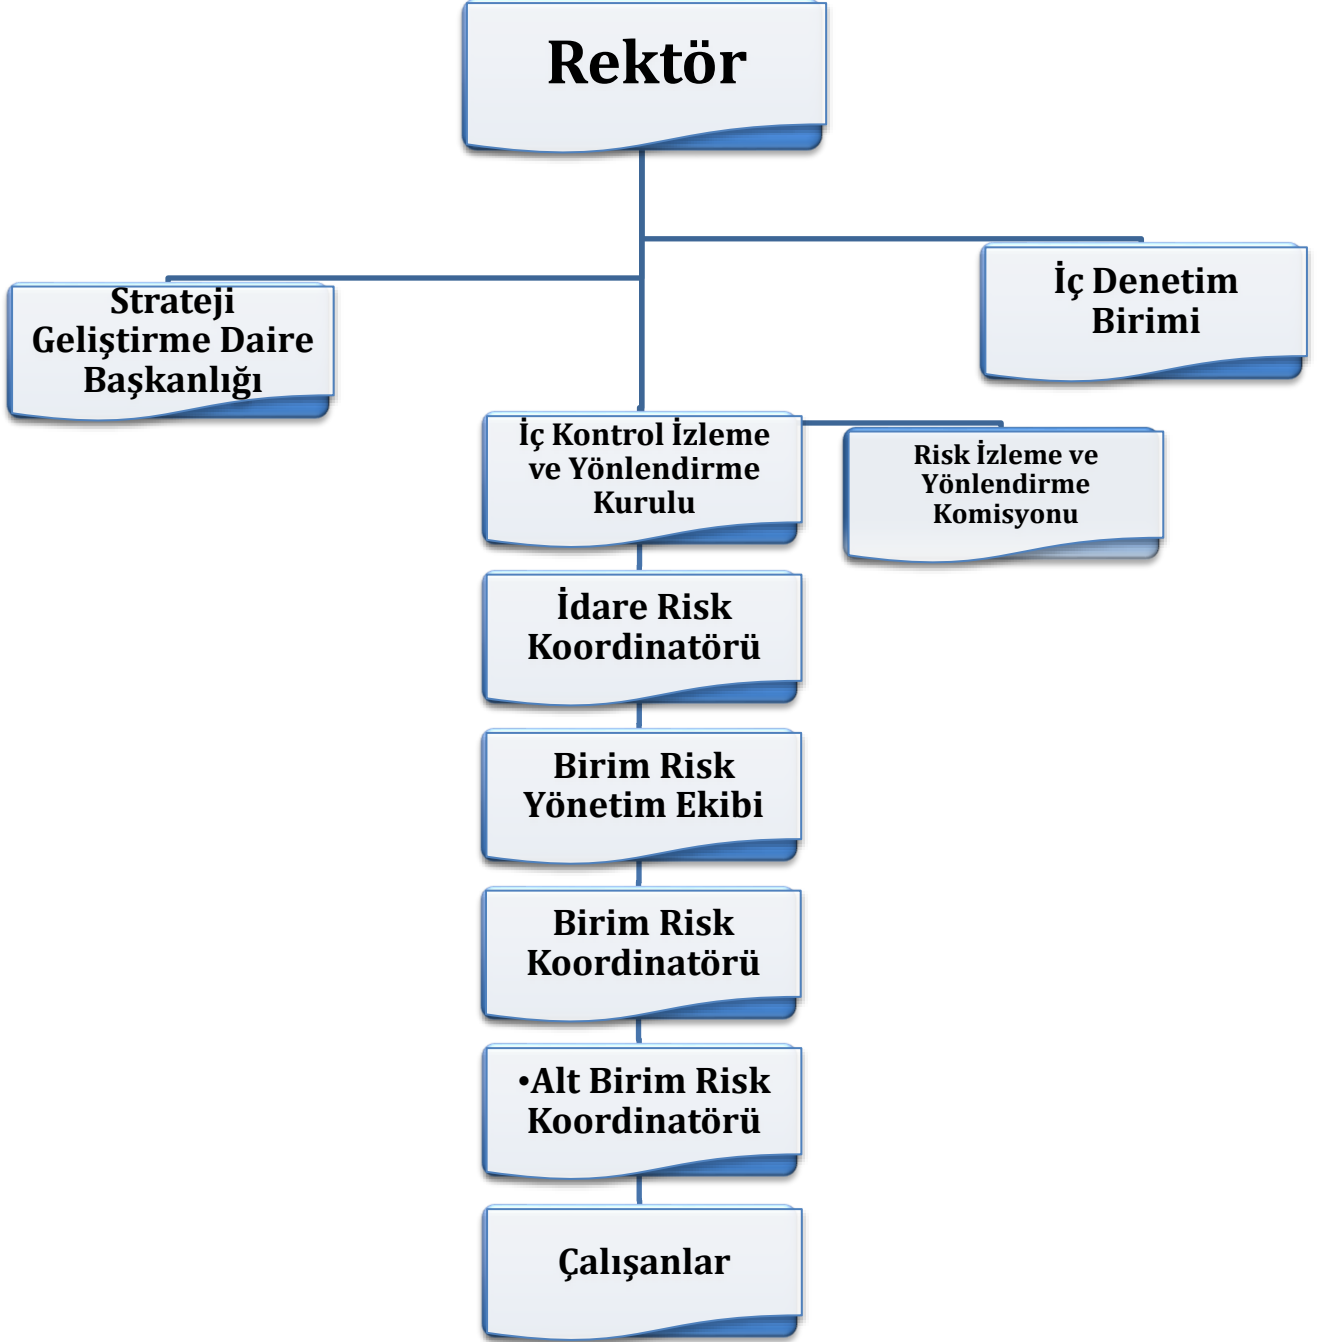 Rektör
İç Denetim
Birimi
Strateji
Geliştirme Daire
Başkanlığı
İç Kontrol İzleme
ve Yönlendirme
Kurulu
Risk İzleme ve
Yönlendirme
Komisyonu
İdare Risk
Koordinatörü
Birim Risk
Yönetim Ekibi
Birim Risk
Koordinatörü
•Alt Birim Risk
Koordinatörü
Çalışanlar